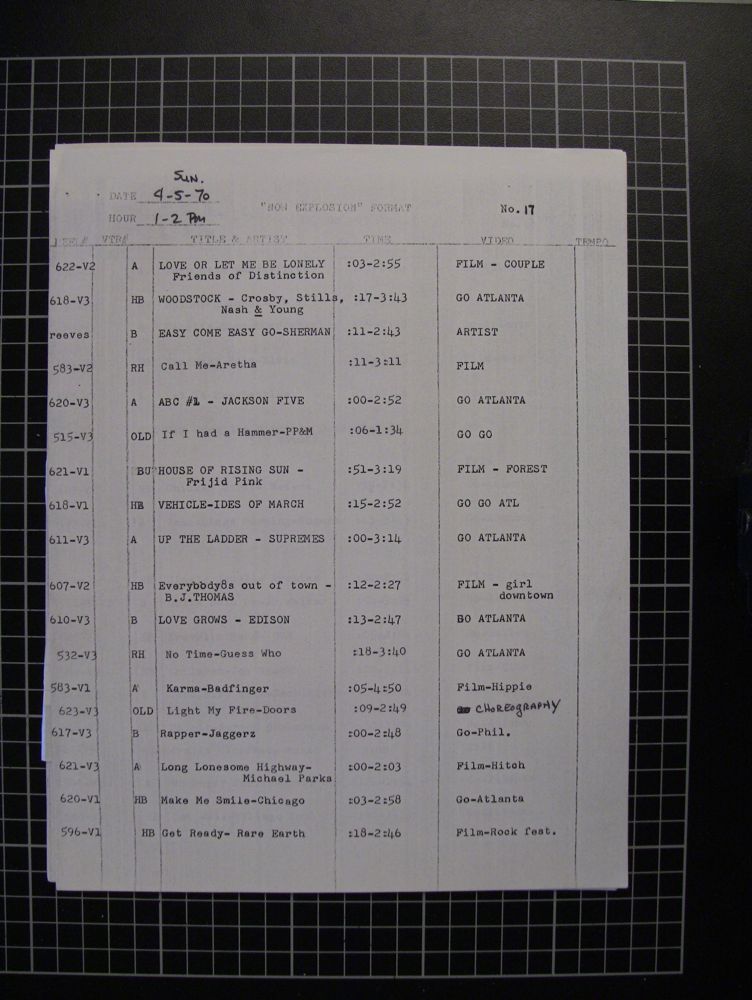 SUN.
DATE 4-5-70
"NOW EXPLOSION" FORMAT No. 17
HOUR 1-2 PM
REEL# VTR# TITLE & ARTIST TIME VIDEO TEMPO
622-V2 A LOVE OR LET ME BE LONELY :03-2:55 FILM - COUPLE
Friends of Distinction
618-V3 HB WOODSTOCK - Crosby, Stills, :17-3:43 GO ATLANTA
Nash & Young
reeves B EASY COME EASY GO-SHERMAN :11-2:43 ARTIST
583-V2 RH Call Me-Aretha :11-3:11 FILM
620-V3 A ABC #1 - JACKSON FIVE :00-2:52 GO ATLANTA
515-V3 OLD If I had a Hammer-PP&M :06-1:34 GO GO
621-V1 BU HOUSE OF RISING SUN - :51-3:19 FILM - FOREST
Frijid Pink
618-V1 HB VEHICLE-IDES OF MARCH :15-2:52 GO GO ATL
611-V3 A UP THE LADDER - SUPREMES :00-3:14 GO ATLANTA
607-V2 HB Everybbdy8s out of town - :12-2:27 FILM - girl
B.J.THOMAS downtown
610-V3 B LOVE GROWS - EDISON :13-2:47 BO ATLANTA
532-V3 RH No Time-Guess Who :18-3:40 GO ATLANTA
583-V1 A Karma-Badfinger :05-4:50 Film-Hippie
623-V3 OLD Light My Fire-Doors :09-2:49 CHOREOGRAPHY
617-V3 B Rapper-Jaggerz :00-2:48 Go-Phil.
621-V3 A Long Lonesome Highway- :00-2:03 Film-Hitch
Michael Parks
620-V1 HB Make Me Smile-Chicago :03-2:58 Go-Atlanta
596-V1 HB Get Ready- Rare Earth :18-2:46 Film-Rock fest.